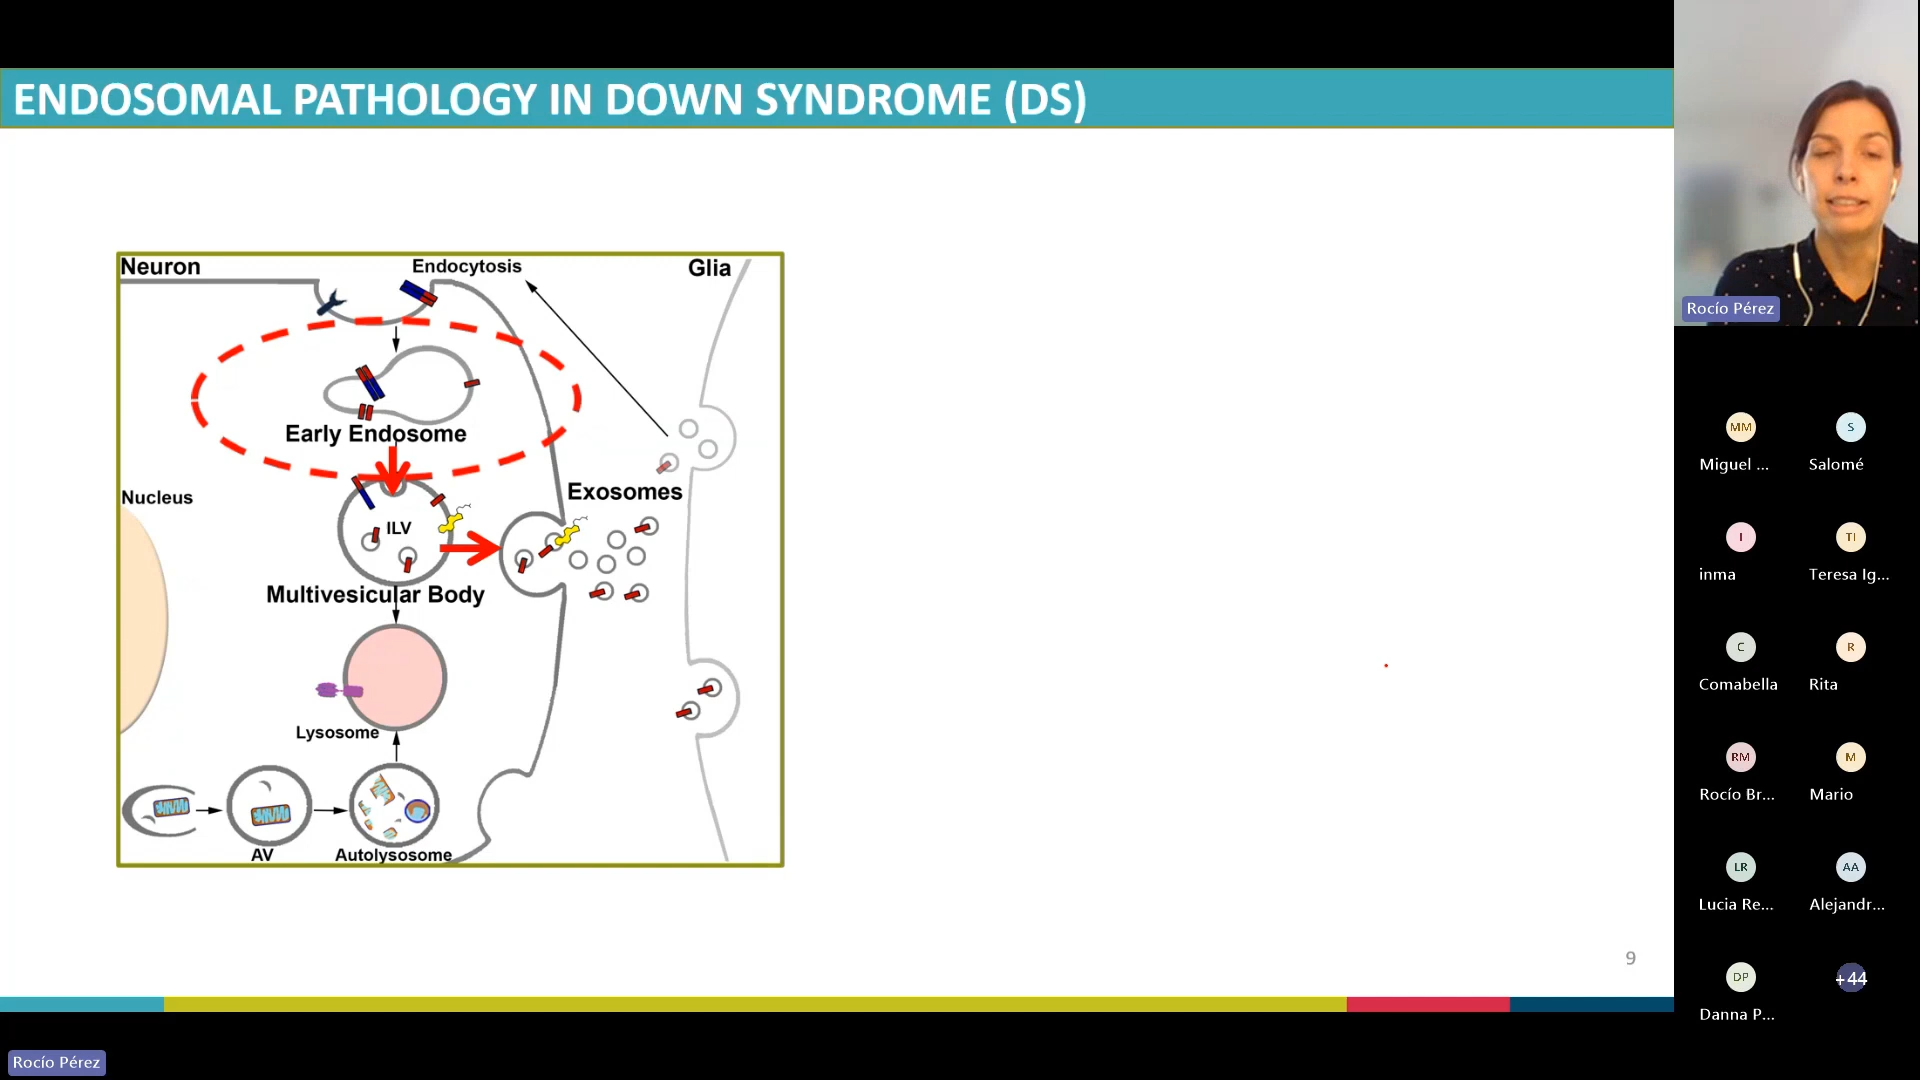 ENDOSOMAL PATHOLOGY IN DOWN SYNDROME (DS)
Neuron
Endocytosis
Glia
Early Endosome
Nucleus
Exosomes
ILV
Multivesicular Body
Lysosome
AV
Autolysosome
9
Rocío Pérez
MM
Miguel ...
S
Salomé
I
inma
TI
Teresa Ig...
C
Comabella
R
Rita
RM
Rocío Br...
M
Mario
LR
Lucia Re...
AA
Alejandr...
DP
Danna P...
+44
Rocío Pérez